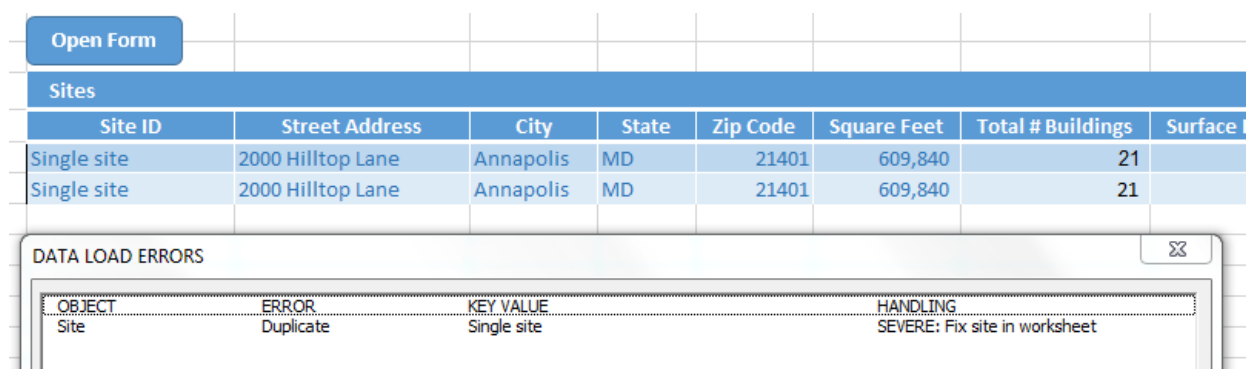 Open Form
Sites
Site ID Street Address City State Zip Code Square Feet Total # Buildings Surface
Single site 2000 Hilltop Lane Annapolis MD 21401 609,840 21
Single site 2000 Hilltop Lane Annapolis MD 21401 609,840 21
DATA LOAD ERRORS
OBJECT ERROR KEY VALUE HANDLING
Site Duplicate Single site SEVERE: Fix site in worksheet